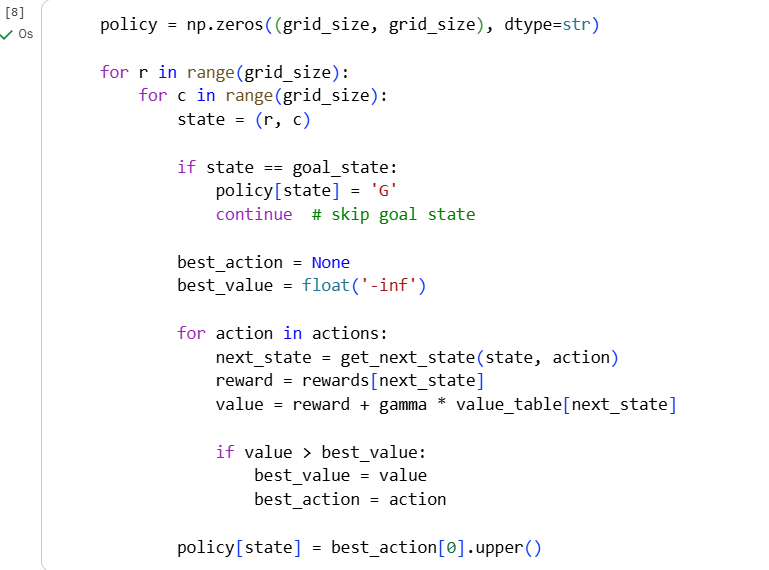 [8]
0s
policy = np.zeros((grid_size, grid_size), dtype=str)
for r in range(grid_size):
for c in range(grid_size):
state = (r, c)
if state == goal_state:
policy[state] = 'G'
continue  # skip goal state
best_action = None
best_value = float('-inf')
for action in actions:
next_state = get_next_state(state, action)
reward = rewards[next_state]
value = reward + gamma * value_table[next_state]
if value > best_value:
best_value = value
best_action = action
policy[state] = best_action[0].upper()